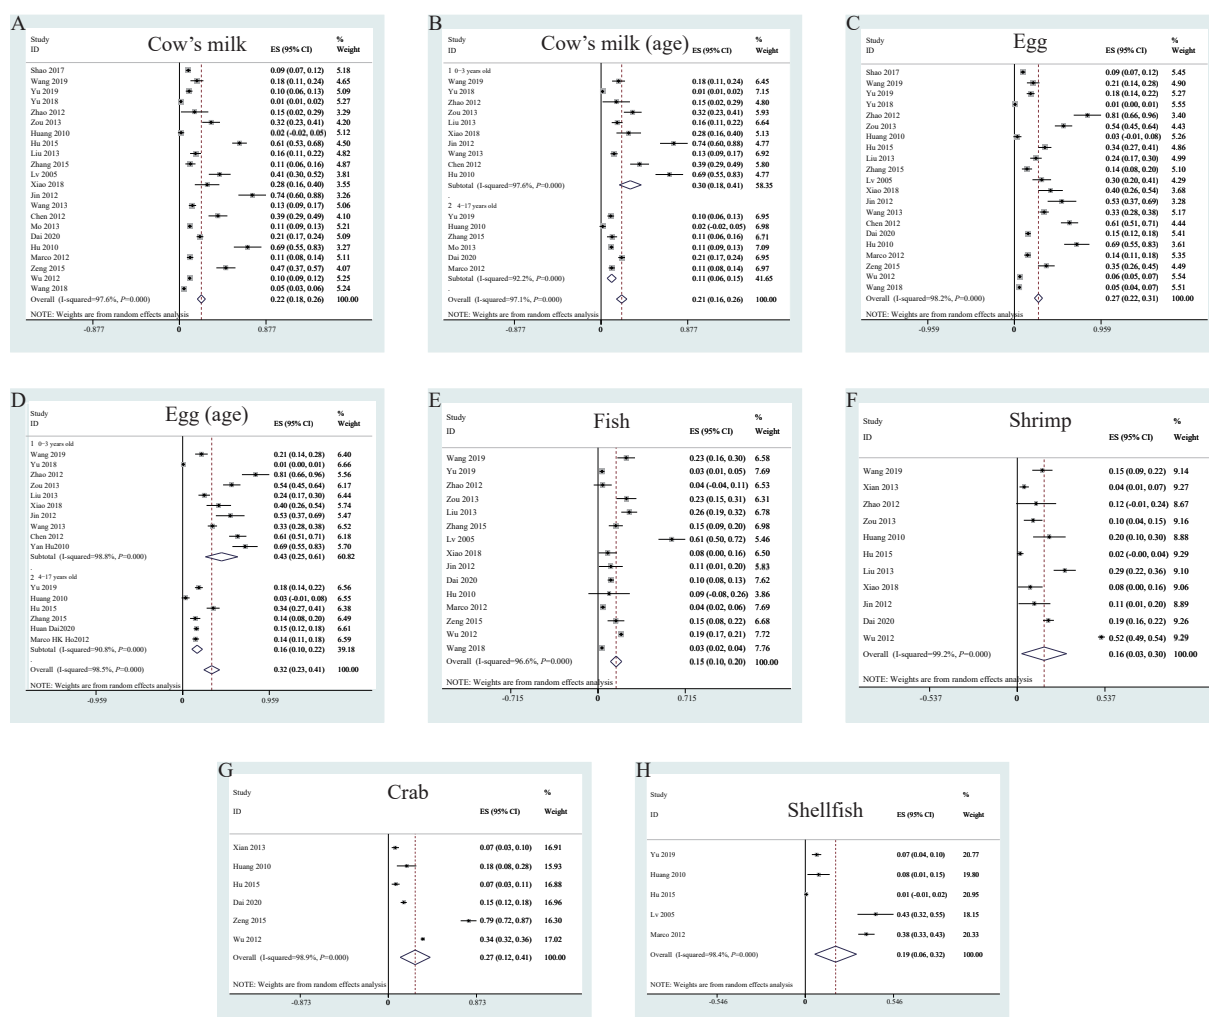 A
Cow's milk
Study
ID ES (95% CI) % Weight
Shao 2017 0.09 (0.07, 0.12) 5.18
Wang 2019 0.18 (0.11, 0.24) 4.65
Yu 2019 0.10 (0.06, 0.13) 5.09
Yu 2018 0.01 (0.01, 0.02) 5.27
Zhao 2012 0.15 (0.02, 0.29) 3.29
Zou 2013 0.32 (0.23, 0.41) 4.20
Huang 2010 0.02 (-0.02, 0.05) 5.12
Hu 2015 0.61 (0.53, 0.68) 4.50
Liu 2013 0.16 (0.11, 0.22) 4.82
Zhang 2015 0.11 (0.06, 0.16) 4.87
Lv 2005 0.41 (0.30, 0.52) 3.77
Xiao 2018 0.28 (0.16, 0.40) 3.55
Jin 2012 0.74 (0.60, 0.88) 3.26
Wang 2013 0.13 (0.09, 0.17) 5.06
Chen 2012 0.39 (0.29, 0.49) 4.10
Mo 2013 0.11 (0.09, 0.13) 5.21
Dai 2020 0.21 (0.17, 0.24) 5.09
Hu 2010 0.69 (0.55, 0.83) 3.27
Marco 2012 0.11 (0.08, 0.14) 5.11
Zeng 2015 0.47 (0.37, 0.57) 4.07
Wu 2012 0.10 (0.09, 0.12) 5.25
Wang 2018 0.05 (0.03, 0.06) 5.24
Overall (I-squared=97.6%, P=0.000) 0.22 (0.18, 0.26) 100.00
NOTE: Weights are from random effects analysis
-0.877 0 0.877
B
Cow's milk (age)
Study
ID ES (95% CI) % Weight
1 0-3 years old
Wang 2019 0.18 (0.11, 0.24) 6.45
Yu 2018 0.01 (0.01, 0.02) 7.15
Zhao 2012 0.15 (0.02, 0.29) 4.80
Zou 2013 0.32 (0.23, 0.41) 5.93
Liu 2013 0.16 (0.11, 0.22) 6.64
Xiao 2018 0.28 (0.16, 0.40) 5.13
Jin 2012 0.74 (0.60, 0.88) 4.77
Wang 2013 0.13 (0.09, 0.17) 6.92
Chen 2012 0.39 (0.29, 0.49) 5.80
Hu 2010 0.69 (0.55, 0.83) 4.77
Subtotal (I-squared=97.6%, P=0.000) 0.30 (0.18, 0.41) 58.35
.
2 4-17 years old
Yu 2019 0.10 (0.06, 0.13) 6.95
Huang 2010 0.02 (-0.02, 0.05) 6.98
Zhang 2015 0.11 (0.06, 0.16) 6.71
Mo 2013 0.11 (0.09, 0.13) 7.09
Dai 2020 0.21 (0.17, 0.24) 6.95
Marco 2012 0.11 (0.08, 0.14) 6.97
Subtotal (I-squared=92.2%, P=0.000) 0.11 (0.06, 0.15) 41.65
.
Overall (I-squared=97.1%, P=0.000) 0.21 (0.16, 0.26) 100.00
NOTE: Weights are from random effects analysis
-0.877 0 0.877
C
Egg
Study
ID ES (95% CI) % Weight
Shao 2017 0.09 (0.07, 0.12) 5.45
Wang 2019 0.21 (0.14, 0.28) 4.90
Yu 2019 0.18 (0.14, 0.22) 5.27
Yu 2018 0.01 (0.00, 0.01) 5.55
Zhao 2012 0.81 (0.66, 0.96) 3.40
Zou 2013 0.54 (0.45, 0.64) 4.43
Huang 2010 0.03 (-0.01, 0.08) 5.26
Hu 2015 0.34 (0.27, 0.41) 4.86
Liu 2013 0.24 (0.17, 0.30) 4.99
Zhang 2015 0.14 (0.08, 0.20) 5.10
Lv 2005 0.30 (0.20, 0.41) 4.29
Xiao 2018 0.40 (0.26, 0.54) 3.68
Jin 2012 0.53 (0.37, 0.69) 3.28
Wang 2013 0.33 (0.28, 0.38) 5.17
Chen 2012 0.61 (0.51, 0.71) 4.44
Dai 2020 0.15 (0.12, 0.18) 5.41
Hu 2010 0.69 (0.55, 0.83) 3.61
Marco 2012 0.14 (0.11, 0.18) 5.35
Zeng 2015 0.35 (0.26, 0.45) 4.49
Wu 2012 0.06 (0.05, 0.07) 5.54
Wang 2018 0.05 (0.04, 0.07) 5.51
Overall (I-squared=98.2%, P=0.000) 0.27 (0.22, 0.31) 100.00
NOTE: Weights are from random effects analysis
-0.959 0 0.959
D
Egg (age)
Study
ID ES (95% CI) % Weight
1 0-3 years old
Wang 2019 0.21 (0.14, 0.28) 6.40
Yu 2018 0.01 (0.00, 0.01) 6.66
Zhao 2012 0.81 (0.66, 0.96) 5.56
Zou 2013 0.54 (0.45, 0.64) 6.17
Liu 2013 0.24 (0.17, 0.30) 6.44
Xiao 2018 0.40 (0.26, 0.54) 5.74
Jin 2012 0.53 (0.37, 0.69) 5.47
Wang 2013 0.33 (0.28, 0.38) 6.52
Chen 2012 0.61 (0.51, 0.71) 6.18
Yan Hu2010 0.69 (0.55, 0.83) 5.70
Subtotal (I-squared=98.8%, P=0.000) 0.43 (0.25, 0.61) 60.82
.
2 4-17 years old
Yu 2019 0.18 (0.14, 0.22) 6.56
Huang 2010 0.03 (-0.01, 0.08) 6.55
Hu 2015 0.34 (0.27, 0.41) 6.38
Zhang 2015 0.14 (0.08, 0.20) 6.49
Huan Dai2020 0.15 (0.12, 0.18) 6.61
Marco HK Ho2012 0.14 (0.11, 0.18) 6.59
Subtotal (I-squared=90.8%, P=0.000) 0.16 (0.10, 0.22) 39.18
.
Overall (I-squared=98.5%, P=0.000) 0.32 (0.23, 0.41) 100.00
NOTE: Weights are from random effects analysis
-0.959 0 0.959
E
Fish
Study
ID ES (95% CI) % Weight
Wang 2019 0.23 (0.16, 0.30) 6.58
Yu 2019 0.03 (0.01, 0.05) 7.69
Zhao 2012 0.04 (-0.04, 0.11) 6.53
Zou 2013 0.23 (0.15, 0.31) 6.31
Liu 2013 0.26 (0.19, 0.32) 6.78
Zhang 2015 0.15 (0.09, 0.20) 6.98
Lv 2005 0.61 (0.50, 0.72) 5.46
Xiao 2018 0.08 (0.00, 0.16) 6.50
Jin 2012 0.11 (0.01, 0.20) 5.83
Dai 2020 0.10 (0.08, 0.13) 7.62
Hu 2010 0.09 (-0.08, 0.26) 3.86
Marco 2012 0.04 (0.02, 0.06) 7.69
Zeng 2015 0.15 (0.08, 0.22) 6.68
Wu 2012 0.19 (0.17, 0.21) 7.72
Wang 2018 0.03 (0.02, 0.04) 7.76
Overall (I-squared=96.6%, P=0.000) 0.15 (0.10, 0.20) 100.00
NOTE: Weights are from random effects analysis
-0.715 0 0.715
F
Shrimp
Study
ID ES (95% CI) % Weight
Wang 2019 0.15 (0.09, 0.22) 9.14
Xian 2013 0.04 (0.01, 0.07) 9.27
Zhao 2012 0.12 (-0.01, 0.24) 8.67
Zou 2013 0.10 (0.04, 0.15) 9.16
Huang 2010 0.20 (0.10, 0.30) 8.88
Hu 2015 0.02 (-0.00, 0.04) 9.29
Liu 2013 0.29 (0.22, 0.36) 9.10
Xiao 2018 0.08 (0.00, 0.16) 9.06
Jin 2012 0.11 (0.01, 0.20) 8.89
Dai 2020 0.19 (0.16, 0.22) 9.26
Wu 2012 0.52 (0.49, 0.54) 9.29
Overall (I-squared=99.2%, P=0.000) 0.16 (0.03, 0.30) 100.00
NOTE: Weights are from random effects analysis
-0.537 0 0.537
G
Crab
Study
ID ES (95% CI) % Weight
Xian 2013 0.07 (0.03, 0.10) 16.91
Huang 2010 0.18 (0.08, 0.28) 15.93
Hu 2015 0.07 (0.03, 0.11) 16.88
Dai 2020 0.15 (0.12, 0.18) 16.96
Zeng 2015 0.79 (0.72, 0.87) 16.30
Wu 2012 0.34 (0.32, 0.36) 17.02
Overall (I-squared=98.9%, P=0.000) 0.27 (0.12, 0.41) 100.00
NOTE: Weights are from random effects analysis
-0.873 0 0.873
H
Shellfish
Study
ID ES (95% CI) % Weight
Yu 2019 0.07 (0.04, 0.10) 20.77
Huang 2010 0.08 (0.01, 0.15) 19.80
Hu 2015 0.01 (-0.01, 0.02) 20.95
Lv 2005 0.43 (0.32, 0.55) 18.15
Marco 2012 0.38 (0.33, 0.43) 20.33
Overall (I-squared=98.4%, P=0.000) 0.19 (0.06, 0.32) 100.00
NOTE: Weights are from random effects analysis
-0.546 0 0.546